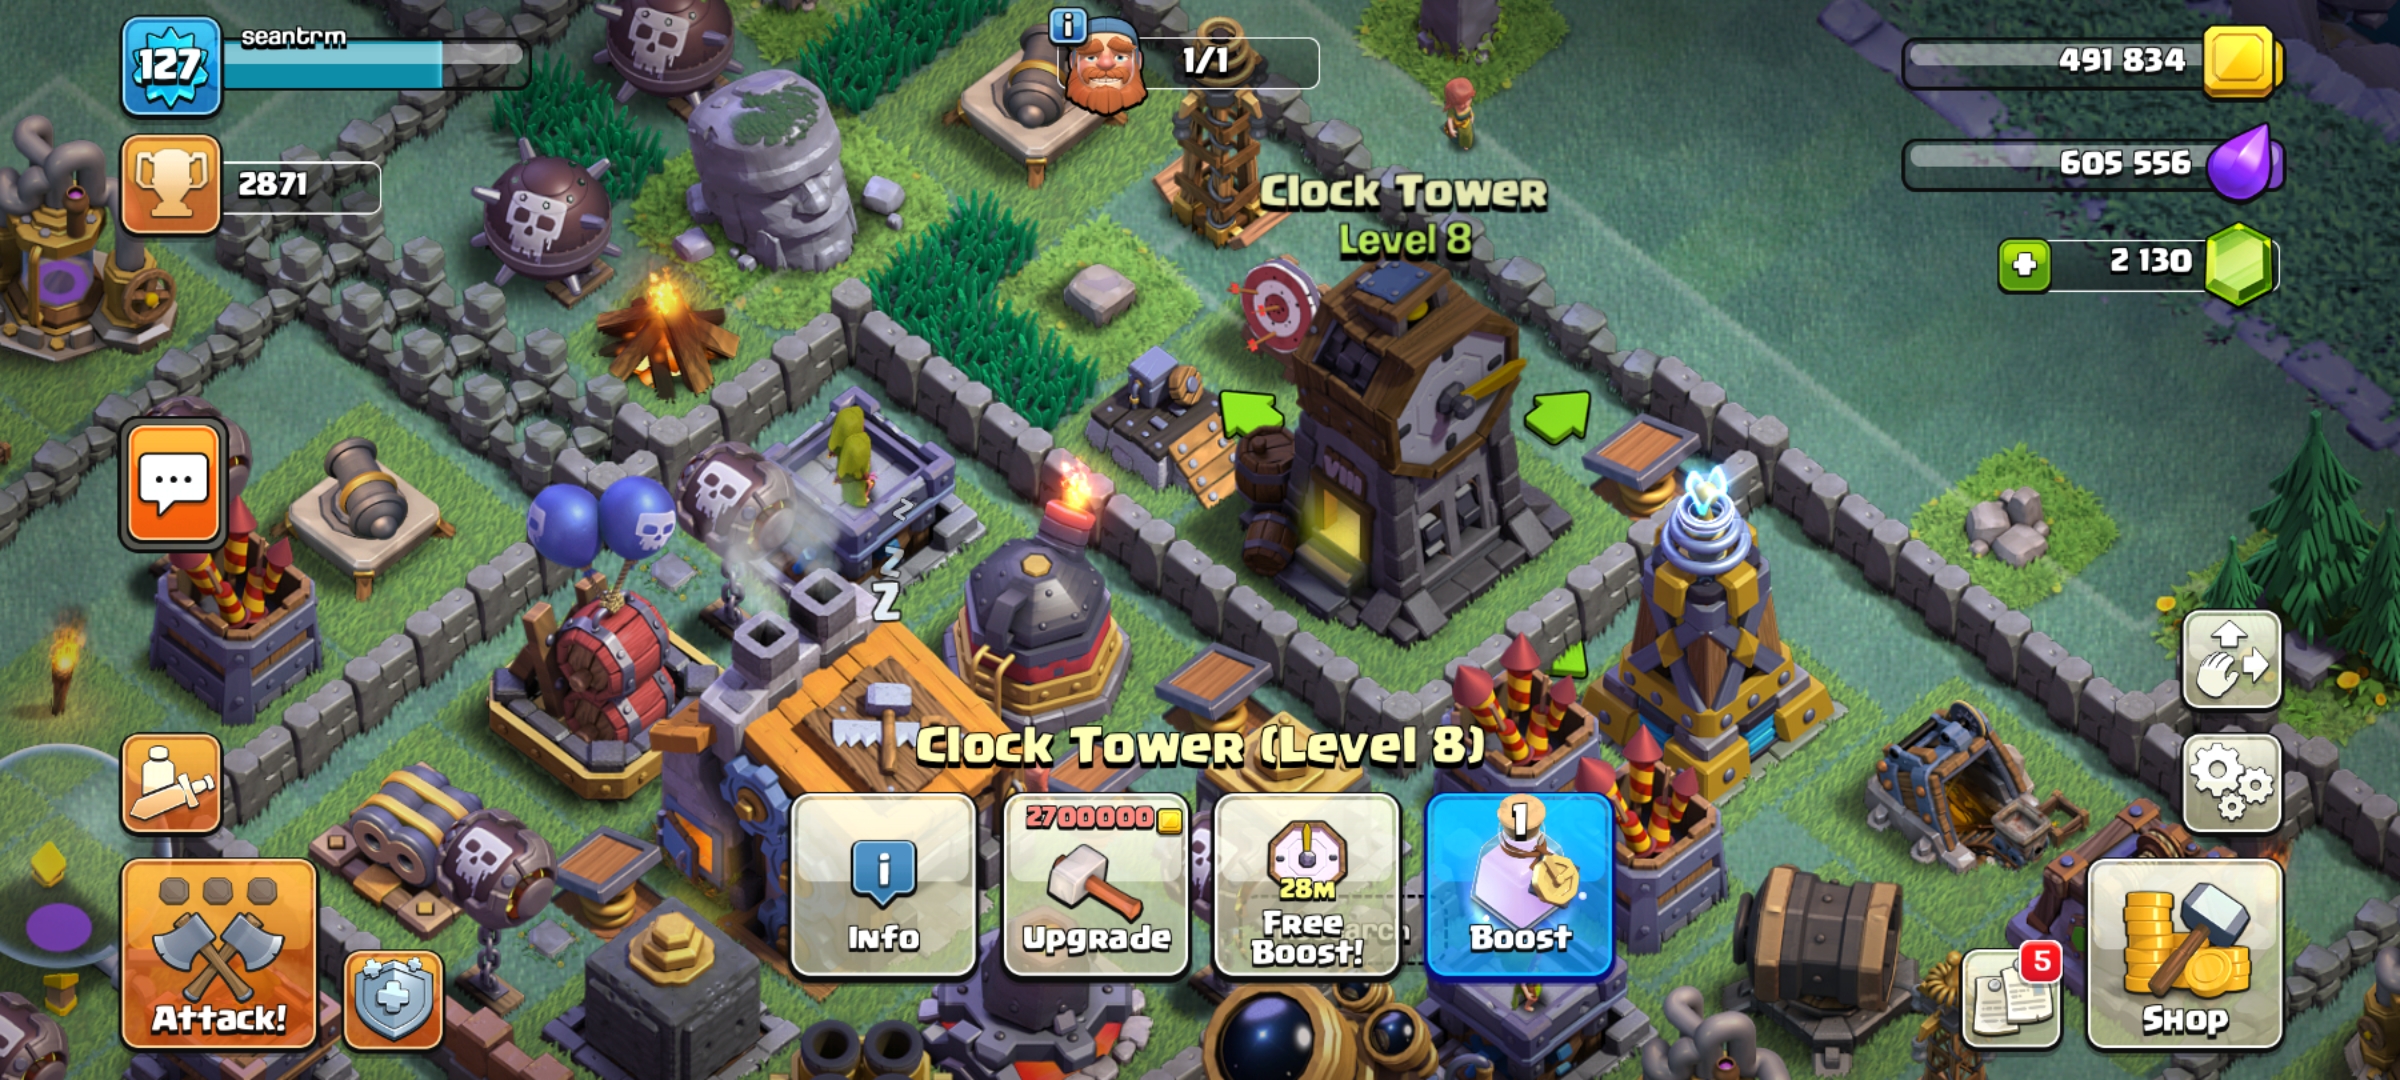 127
seantrm
1/1
491 834
2871
605 556
2 130
Clock Tower
Level 8
VIII
z
z
Z
Clock Tower (Level 8)
Info
2700000
Upgrade
28M
Free
Boost!
1
Boost
Attack!
5
Shop